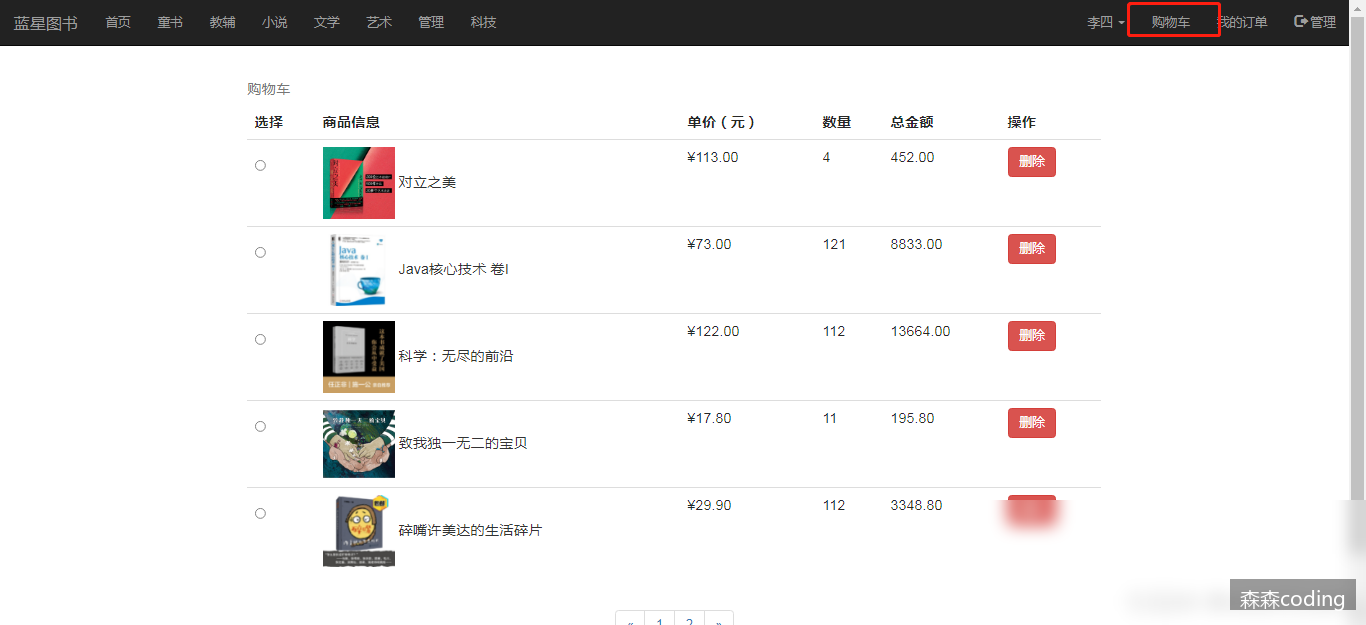 蓝星图书 首页 童书 教辅 小说 文学 艺术 管理 科技 李四 购物车 我的订单 管理
购物车
选择 商品信息 单价（元） 数量 总金额 操作
对立之美 ¥113.00 4 452.00 删除
Java
核心技术 卷I
Java核心技术 卷I ¥73.00 121 8833.00 删除
科学：无尽的前沿 ¥122.00 112 13664.00 删除
致我独一无二的宝贝 ¥17.80 11 195.80 删除
碎嘴许美达的生活碎片 ¥29.90 112 3348.80
« 1 2 »
森森coding